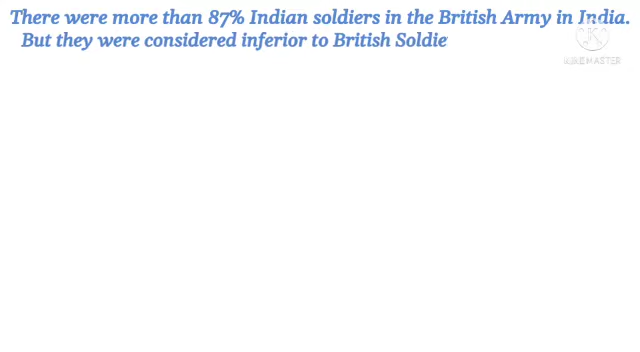 There were more than 87% Indian soldiers in the British Army in India.
But they were considered inferior to British Soldie
KINEMASTER